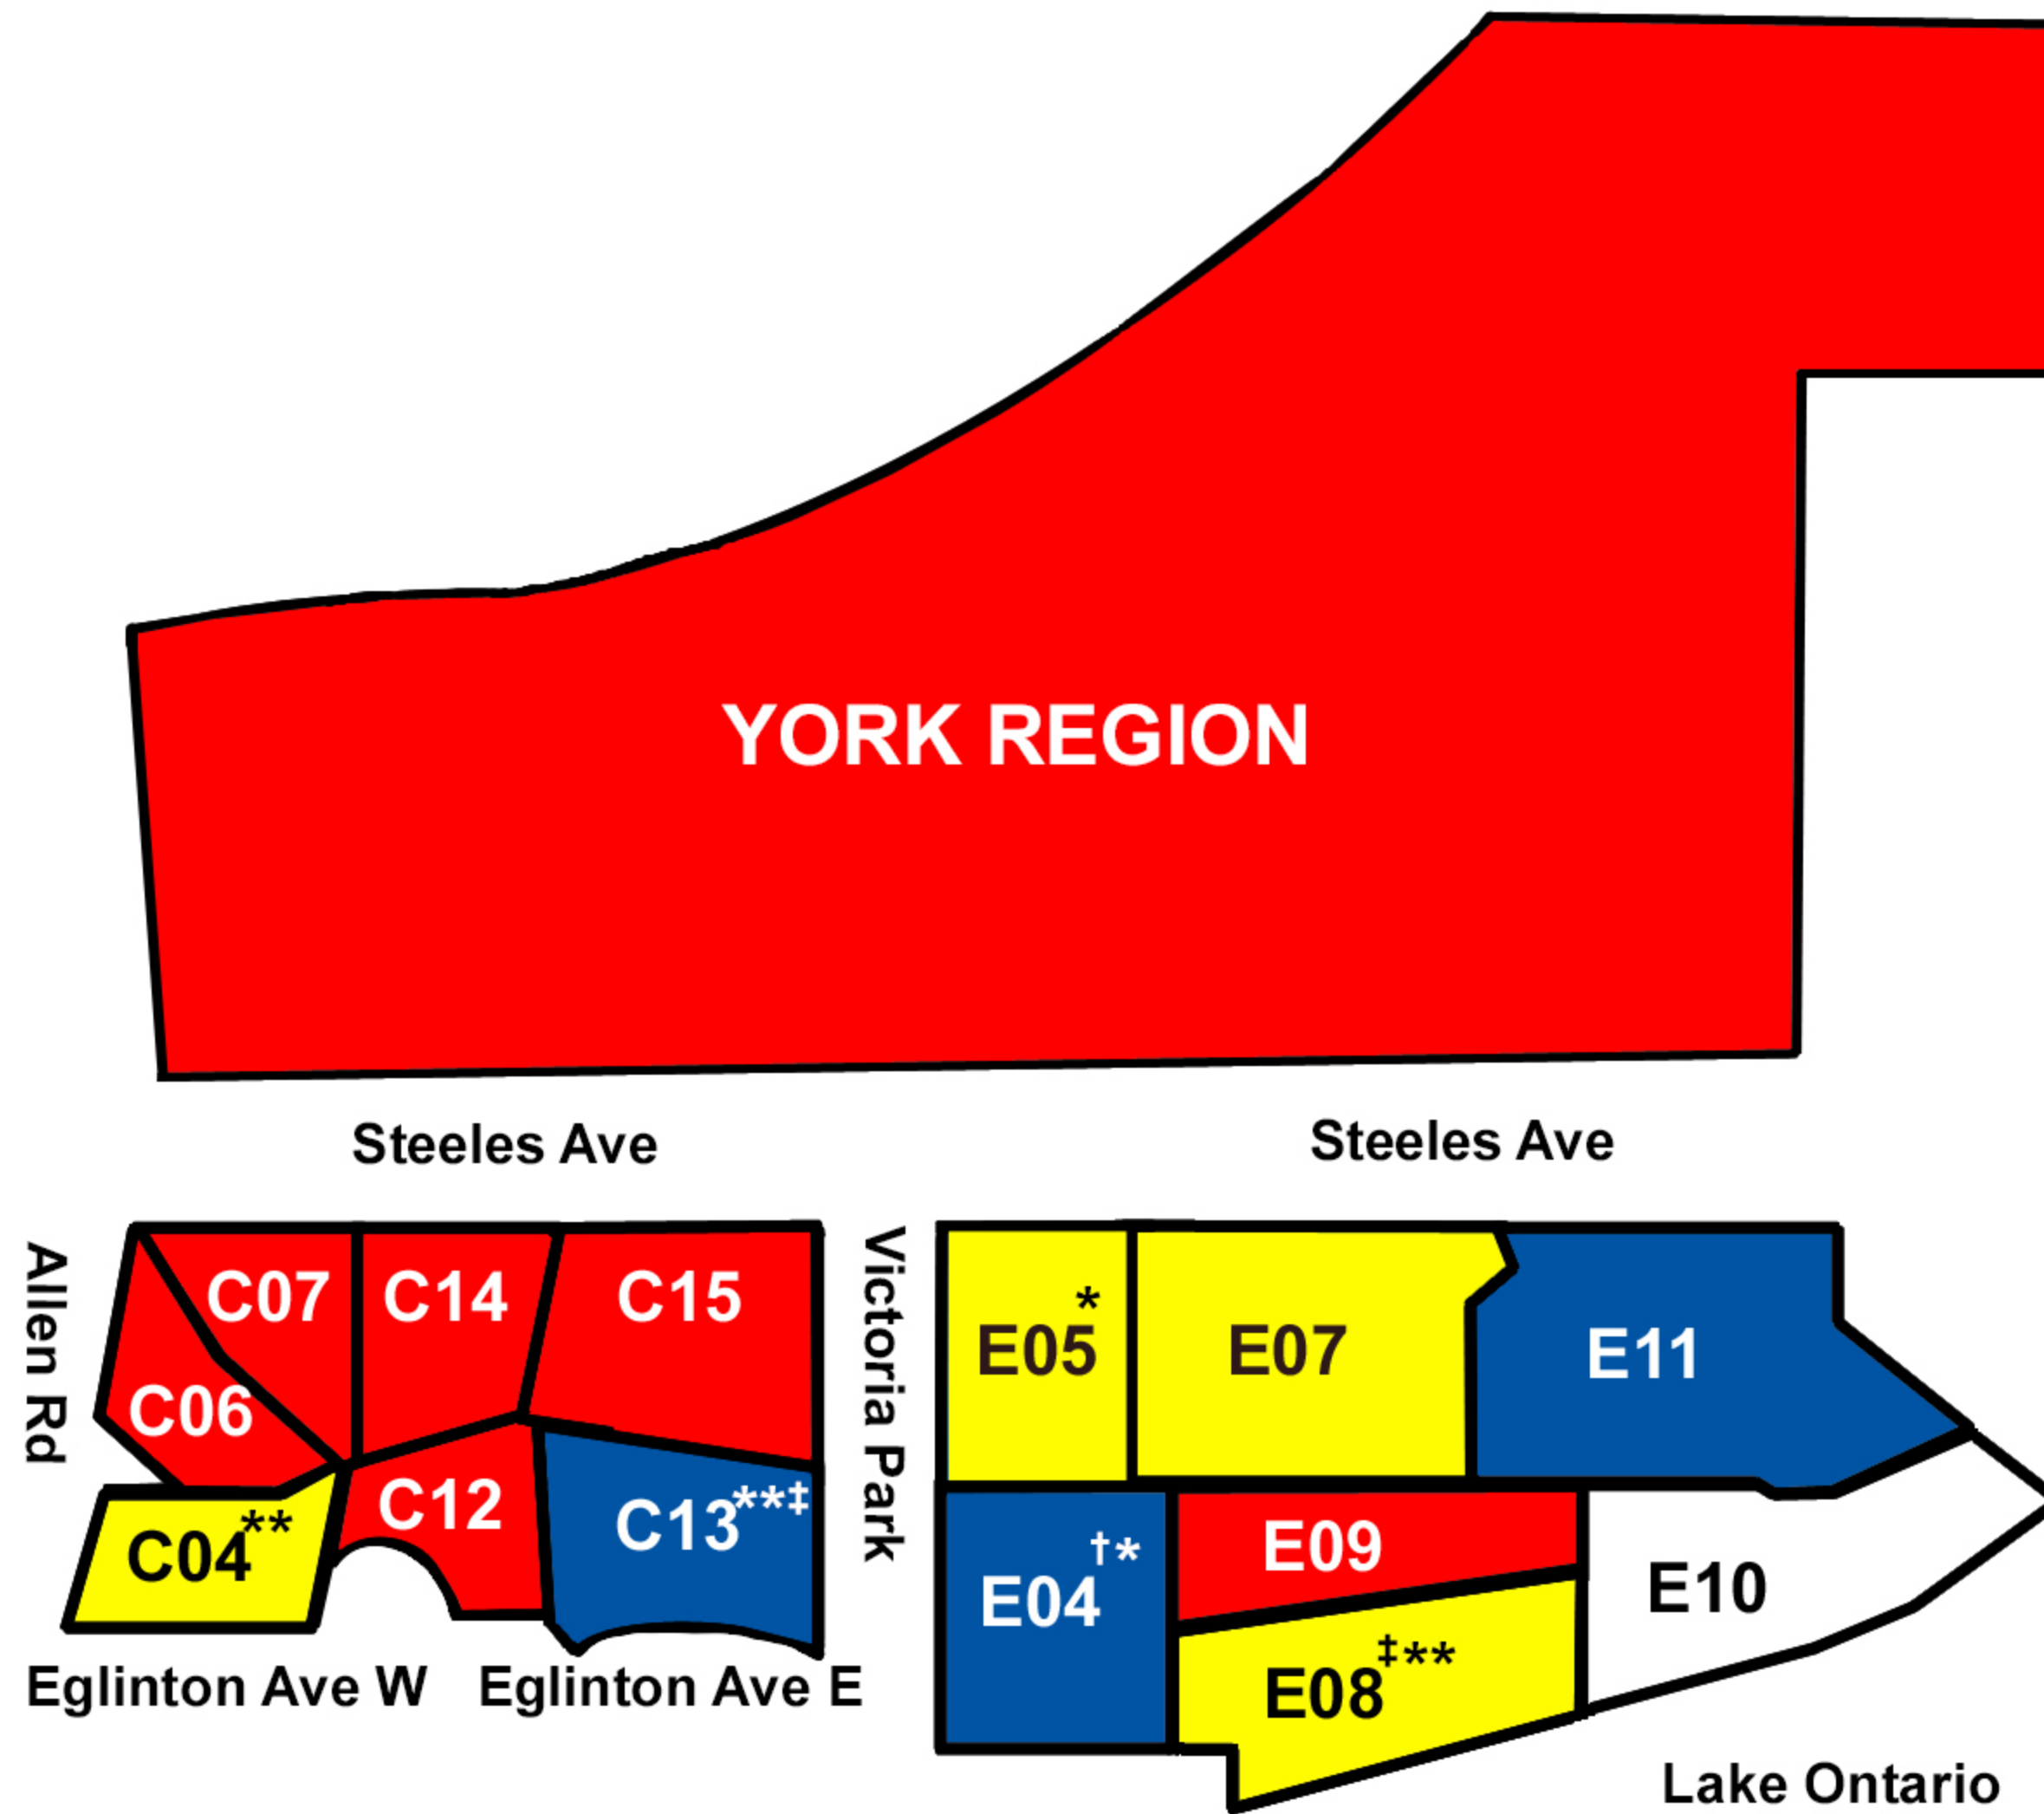 YORK REGION
Steeles Ave
Steeles Ave
Allen Rd
C07
C14
C15
C06
C04**
C12
C13**‡
Eglinton Ave W
Eglinton Ave E
Victoria Park
E05*
E07
E11
E04†*
E09
E10
E08‡**
Lake Ontario